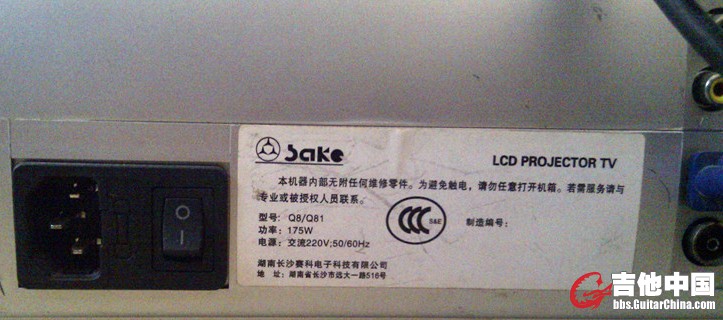 Sake
LCD PROJECTOR TV
本机器内部无附任何维修零件。为避免触电，请勿任意打开机箱。若需服务请与
专业或被授权人员联系。
型号: Q8/Q81
功率: 175W
电源: 交流220V;50/60Hz
CCC
S&E
制造编号:
湖南长沙赛科电子科技有限公司
地 址: 湖南省长沙市远大一路516号
吉他中国
bbs.GuitarChina.com